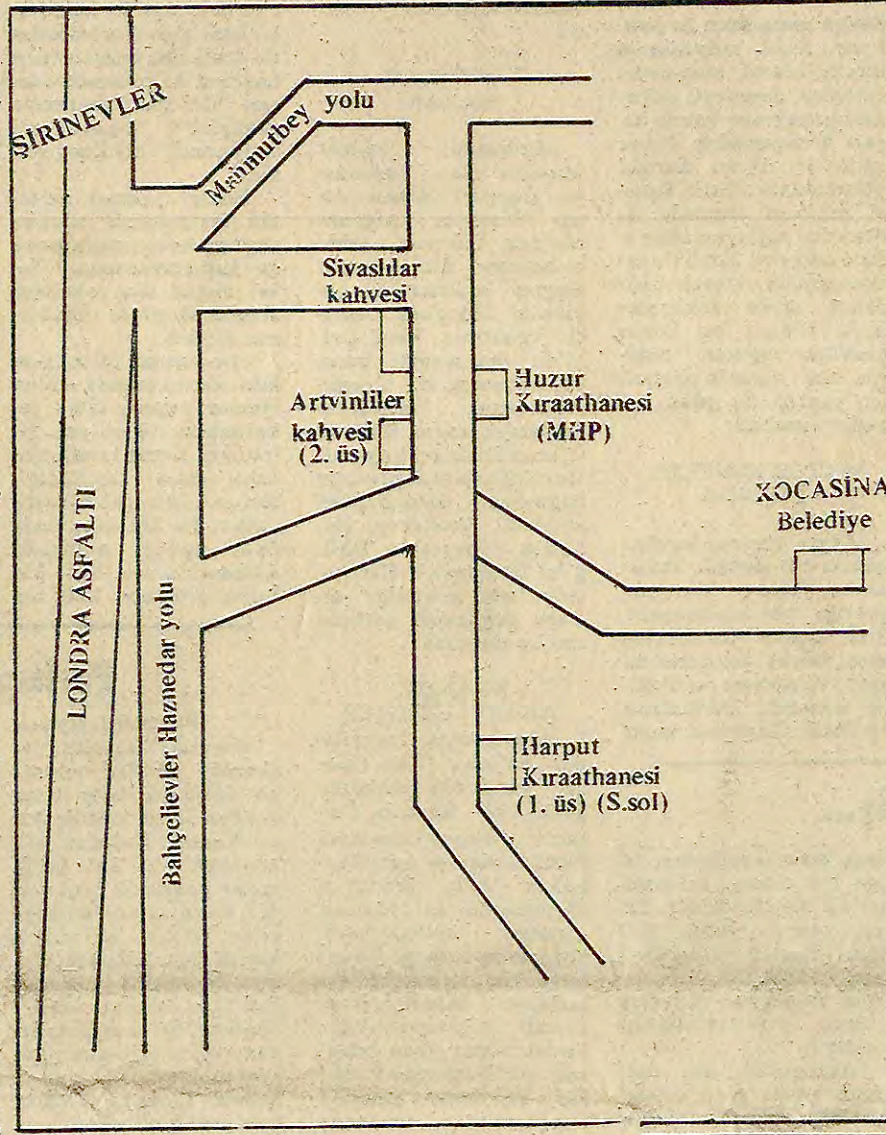 ŞİRİNEVLER
Mahmutbey yolu
Sivaslılar
kahvesi
Artvinliler
kahvesi
(2. üs)
Huzur
Kıraathanesi
(MHP)
KOCASİNA
Belediye
LONDRA ASFALTI
Bahçelievler Haznedar yolu
Harput
Kıraathanesi
(1. üs) (S.sol)